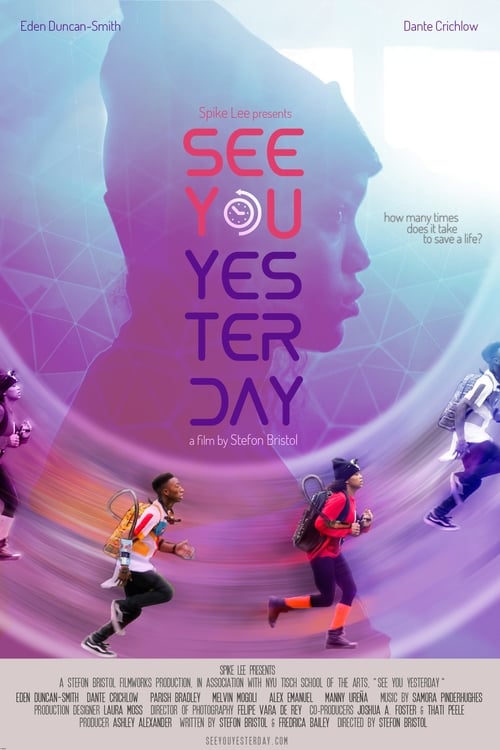 Eden Duncan-Smith
Dante Crichlow
Spike Lee presents
SEE
YOU
YES
TER
DAY
how many times
does it take
to save a life?
a film by Stefon Bristol
SPIKE LEE PRESENTS
A STEFON BRISTOL FILMWORKS PRODUCTION, IN ASSOCIATION WITH NYU TISCH SCHOOL OF THE ARTS, "SEE YOU YESTERDAY"
EDEN DUNCAN-SMITH DANTE CRICHLOW PARISH BRADLEY MELVIN MOGOLI ALEX EMANUEL MANNY UREÑA MUSIC BY SAMORA PINDERHUGHES
PRODUCTION DESIGNER LAURA MOSS DIRECTOR OF PHOTOGRAPHY FELIPE VARA DE REY CO-PRODUCERS JOSHUA A. FOSTER & THATI PEELE
PRODUCER ASHLEY ALEXANDER WRITTEN BY STEFON BRISTOL & FREDRICA BAILEY DIRECTED BY STEFON BRISTOL
SEEYOUYESTERDAY.COM